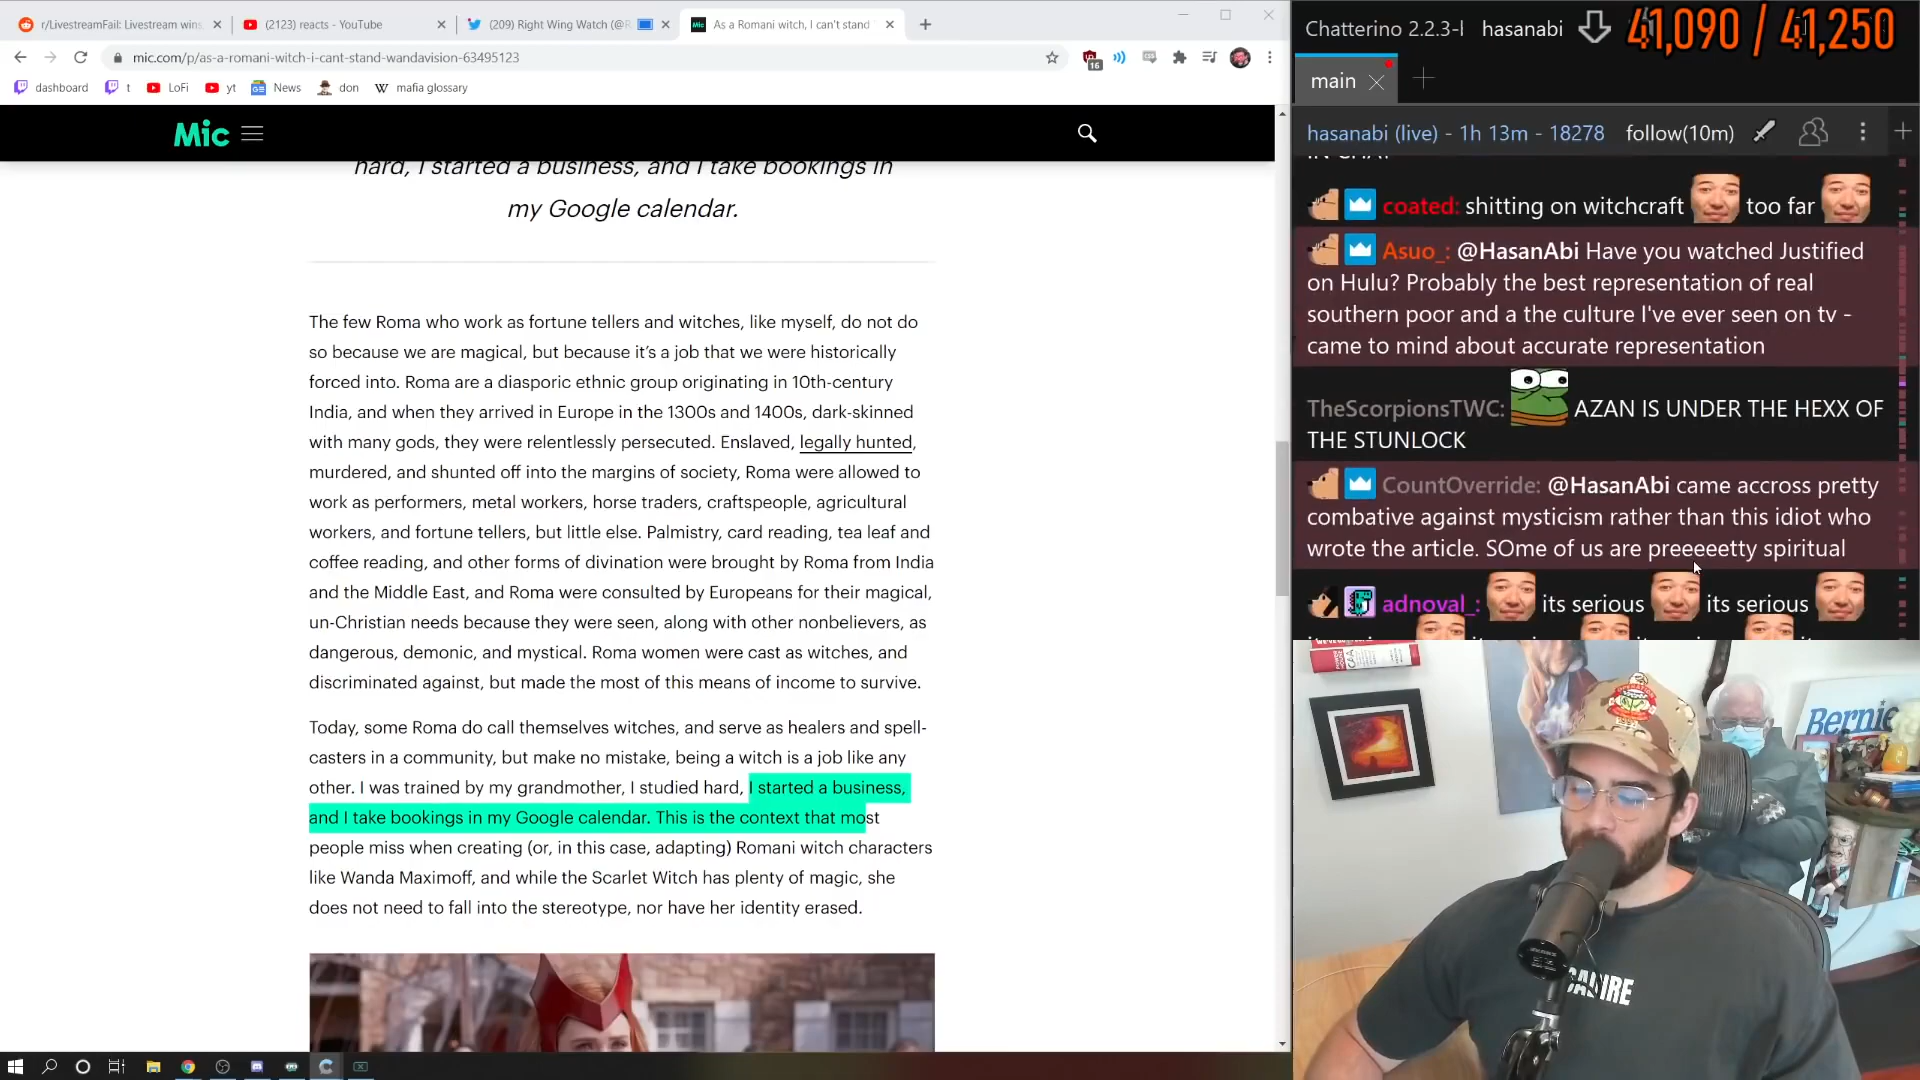 r/LivestreamFail: Livestream wins
(2123) reacts - YouTube
(209) Right Wing Watch (@R
As a Romani witch, I can't stand
mic.com/p/as-a-romani-witch-i-cant-stand-wandavision-63495123
16
dashboard
t
LoFi
yt
News
don
mafia glossary
Mic
hard, I started a business, and I take bookings in
my Google calendar.
The few Roma who work as fortune tellers and witches, like myself, do not do
so because we are magical, but because it's a job that we were historically
forced into. Roma are a diasporic ethnic group originating in 10th-century
India, and when they arrived in Europe in the 1300s and 1400s, dark-skinned
with many gods, they were relentlessly persecuted. Enslaved, legally hunted,
murdered, and shunted off into the margins of society, Roma were allowed to
work as performers, metal workers, horse traders, craftspeople, agricultural
workers, and fortune tellers, but little else. Palmistry, card reading, tea leaf and
coffee reading, and other forms of divination were brought by Roma from India
and the Middle East, and Roma were consulted by Europeans for their magical,
un-Christian needs because they were seen, along with other nonbelievers, as
dangerous, demonic, and mystical. Roma women were cast as witches, and
discriminated against, but made the most of this means of income to survive.
Today, some Roma do call themselves witches, and serve as healers and spell-
casters in a community, but make no mistake, being a witch is a job like any
other. I was trained by my grandmother, I studied hard, I started a business,
and I take bookings in my Google calendar. This is the context that most
people miss when creating (or, in this case, adapting) Romani witch characters
like Wanda Maximoff, and while the Scarlet Witch has plenty of magic, she
does not need to fall into the stereotype, nor have her identity erased.
Chatterino 2.2.3-
hasanabi
41,090 / 41,250
main
hasanabi (live) - 1h 13m - 18278
follow(10m)
IN CHAT
coated: shitting on witchcraft too far
Asuo_: @HasanAbi Have you watched Justified
on Hulu? Probably the best representation of real
southern poor and a the culture I've ever seen on tv -
came to mind about accurate representation
TheScorpionsTWC: AZAN IS UNDER THE HEXX OF
THE STUNLOCK
CountOverride: @HasanAbi came accross pretty
combative against mysticism rather than this idiot who
wrote the article. SOme of us are preeeeetty spiritual
adnoval_: its serious its serious
Bernie